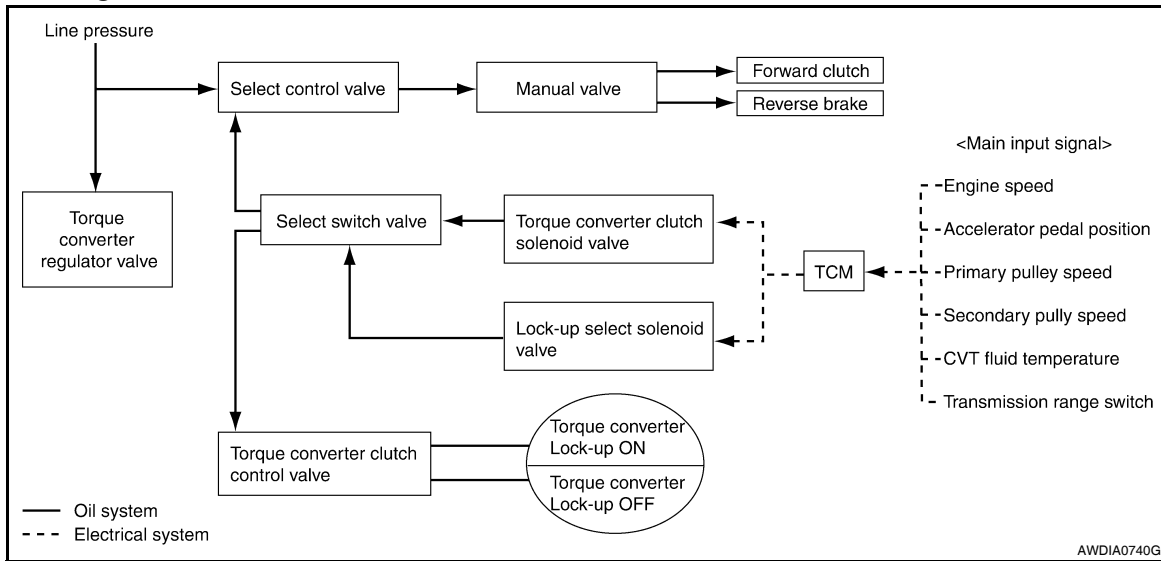 Line pressure
Select control valve
Manual valve
Forward clutch
Reverse brake
<Main input signal>
Engine speed
Accelerator pedal position
Primary pulley speed
Secondary pully speed
CVT fluid temperature
Transmission range switch
Torque
converter
regulator valve
Select switch valve
Torque converter clutch
solenoid valve
TCM
Lock-up select solenoid
valve
Torque converter clutch
control valve
Torque converter
Lock-up ON
Torque converter
Lock-up OFF
Oil system
Electrical system
AWDIA0740G